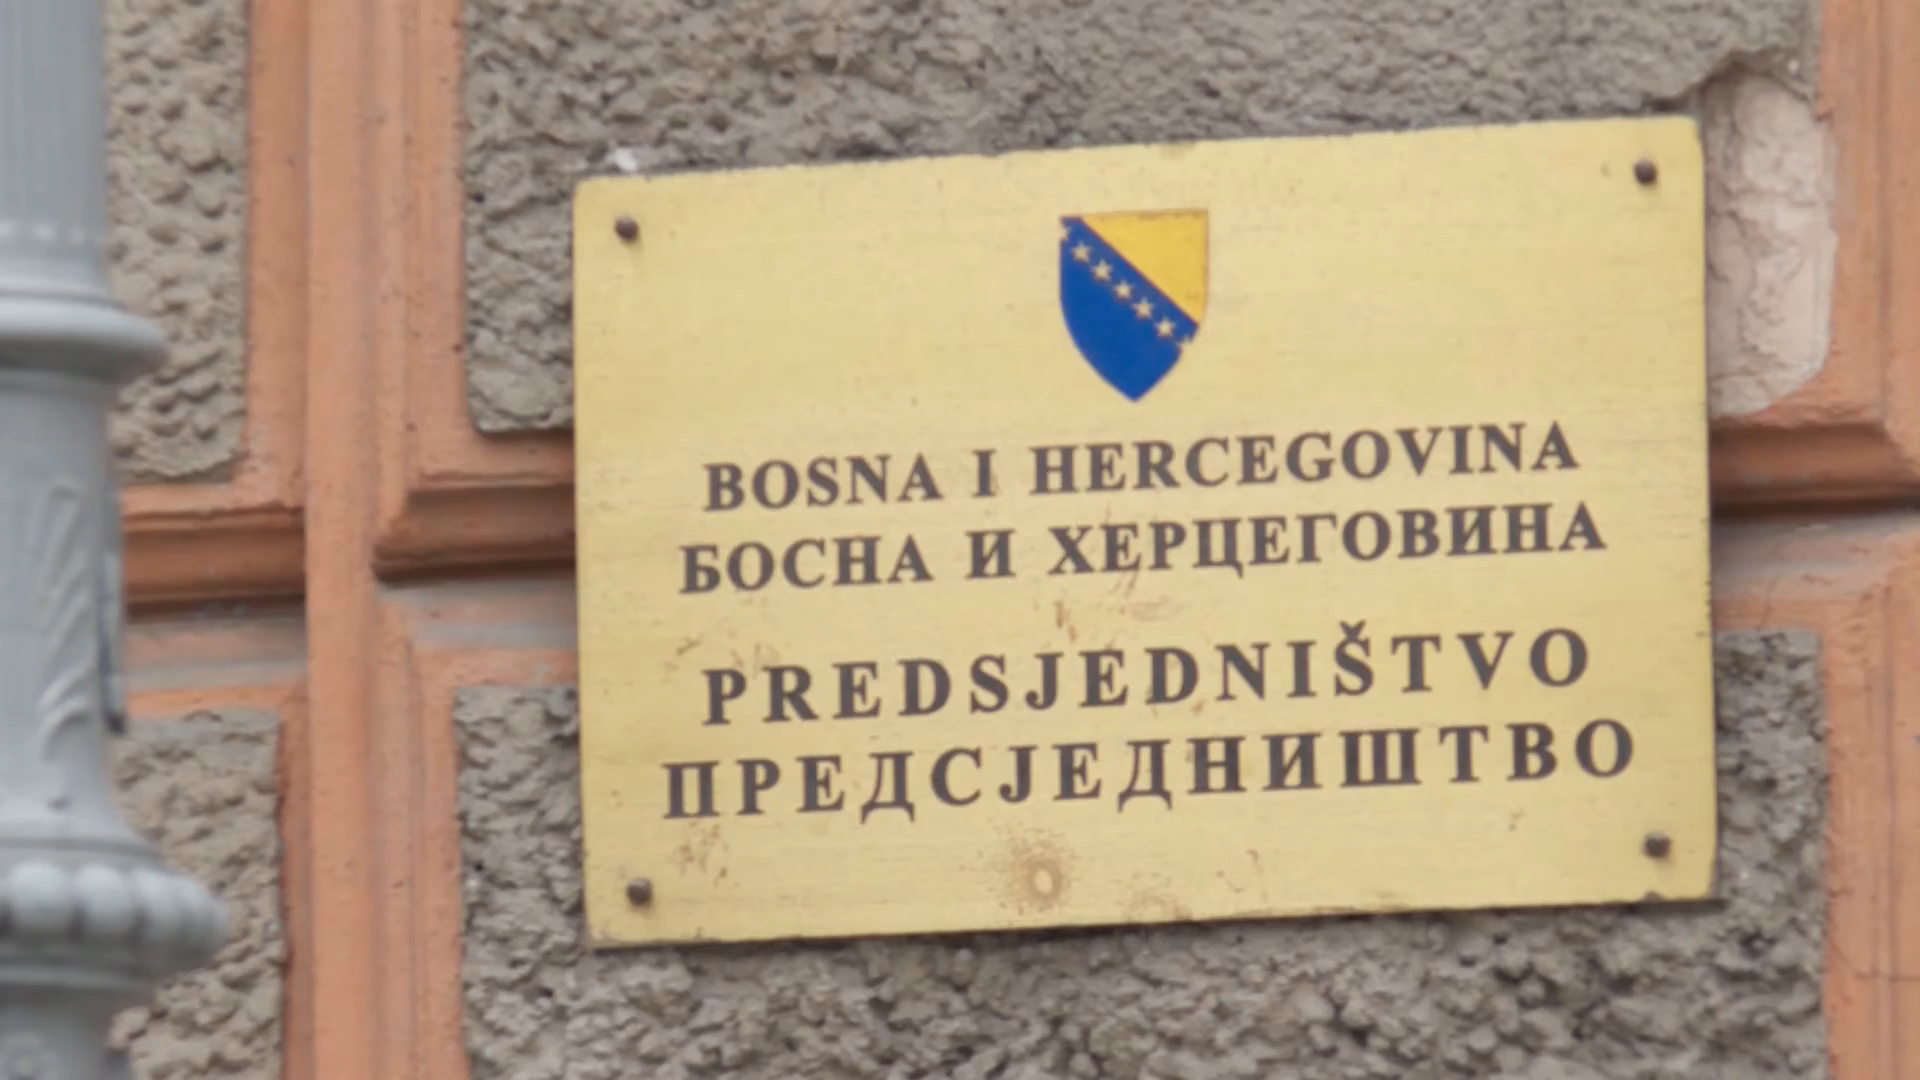 BOSNA I HERCEGOVINA
БОСНА И ХЕРЦЕГОВИНА
PREDSJEDNIŠTVO
ПРЕДСЈЕДНИШТВО